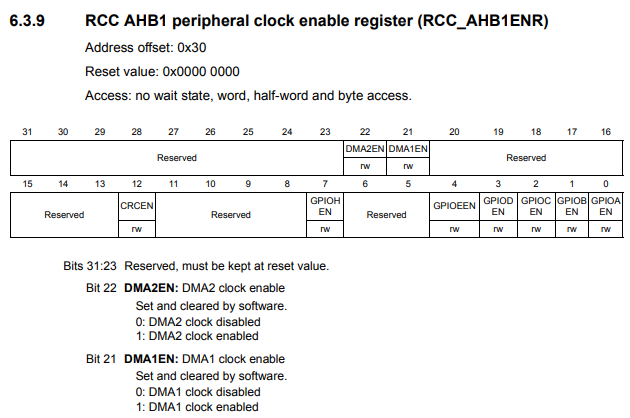 6.3.9 RCC AHB1 peripheral clock enable register (RCC_AHB1ENR)
Address offset: 0x30
Reset value: 0x0000 0000
Access: no wait state, word, half-word and byte access.
31 30 29 28 27 26 25 24 23 22 21 20 19 18 17 16
Reserved DMA2EN DMA1EN Reserved
rw rw
15 14 13 12 11 10 9 8 7 6 5 4 3 2 1 0
Reserved CRCEN Reserved GPIOH EN Reserved GPIOEEN GPIOD EN GPIOC EN GPIOB EN GPIOA EN
rw rw rw rw rw rw rw
Bits 31:23 Reserved, must be kept at reset value.
Bit 22 DMA2EN: DMA2 clock enable
Set and cleared by software.
0: DMA2 clock disabled
1: DMA2 clock enabled
Bit 21 DMA1EN: DMA1 clock enable
Set and cleared by software.
0: DMA1 clock disabled
1: DMA1 clock enabled